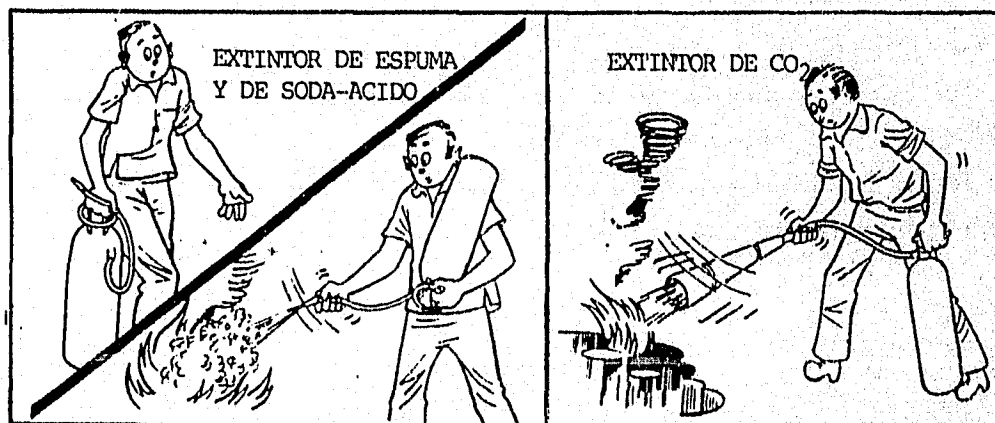 EXTINTOR DE ESPUMA
Y DE SODA-ACIDO
EXTINTOR DE CO₂